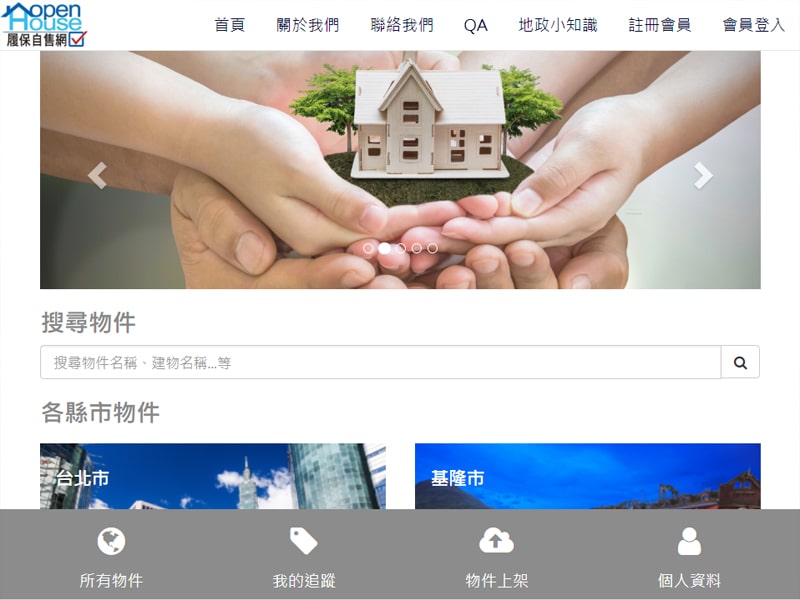 open
House
履保自售網
首頁
關於我們
聯絡我們
QA
地政小知識
註冊會員
會員登入
搜尋物件
搜尋物件名稱、建物名稱...等
各縣市物件
台北市
基隆市
所有物件
我的追蹤
物件上架
個人資料